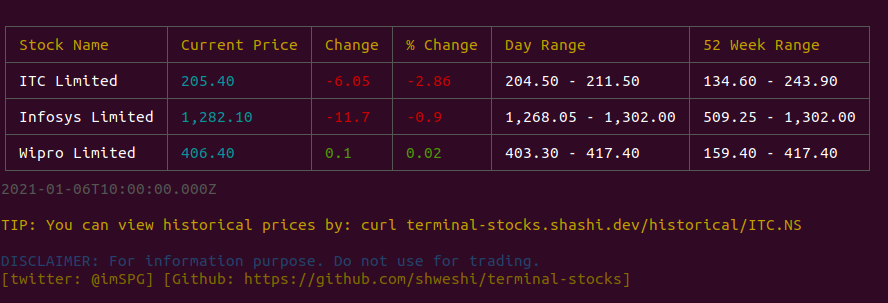 Stock Name Current Price Change % Change Day Range 52 Week Range
ITC Limited 205.40 -6.05 -2.86 204.50 - 211.50 134.60 - 243.90
Infosys Limited 1,282.10 -11.7 -0.9 1,268.05 - 1,302.00 509.25 - 1,302.00
Wipro Limited 406.40 0.1 0.02 403.30 - 417.40 159.40 - 417.40
2021-01-06T10:00:00.000Z
TIP: You can view historical prices by: curl terminal-stocks.shashi.dev/historical/ITC.NS
DISCLAIMER: For information purpose. Do not use for trading.
[twitter: @imSPG] [Github: https://github.com/shweshi/terminal-stocks]